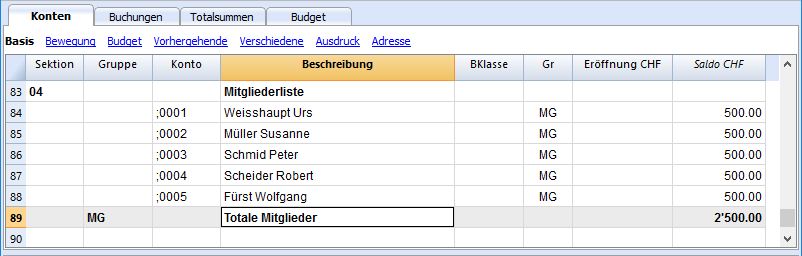 Konten Buchungen Totalsummen Budget
Basis Bewegung Budget Vorhergehende Verschiedene Ausdruck Adresse
Sektion Gruppe Konto Beschreibung BKlasse Gr Eröffnung CHF Saldo CHF
83 04 Mitgliederliste
84 ;0001 Weisshaupt Urs MG 500.00
85 ;0002 Müller Susanne MG 500.00
86 ;0003 Schmid Peter MG 500.00
87 ;0004 Scheider Robert MG 500.00
88 ;0005 Fürst Wolfgang MG 500.00
89 MG Totale Mitglieder 2'500.00
90